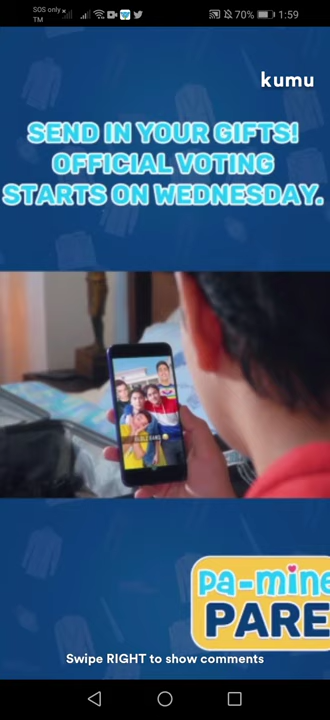 SOS only
TM
70%
1:59
kumu
SEND IN YOUR GIFTS!
OFFICIAL VOTING
STARTS ON WEDNESDAY.
pa-mine
PARE
Swipe RIGHT to show comments